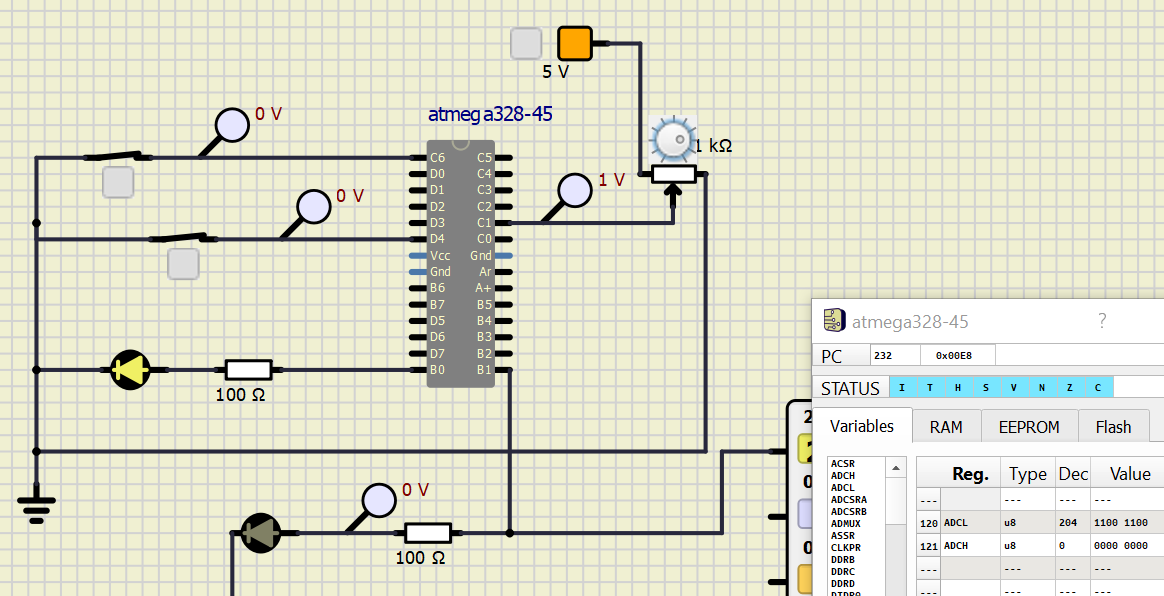 5 V
atmega328-45
0 V
1 kΩ
C6 C5
D0 C4
D1 C3
D2 C2
D3 C1
D4 C0
Vcc Gnd
Gnd Ar
B6 A+
B7 B5
D5 B4
D6 B3
D7 B2
B0 B1
1 V
0 V
100 Ω
0 V
100 Ω
2
2
0
0
atmega328-45 ?
PC 232 0x00E8
STATUS I T H S V N Z C
Variables RAM EEPROM Flash
ACSR
ADCH
ADCL
ADCSRA
ADCSRB
ADMUX
ASSR
CLKPR
DDRB
DDRC
DDRD
Reg. Type Dec Value
--- --- --- ---
120 ADCL u8 204 1100 1100
121 ADCH u8 0 0000 0000
--- --- --- ---
--- --- --- ---